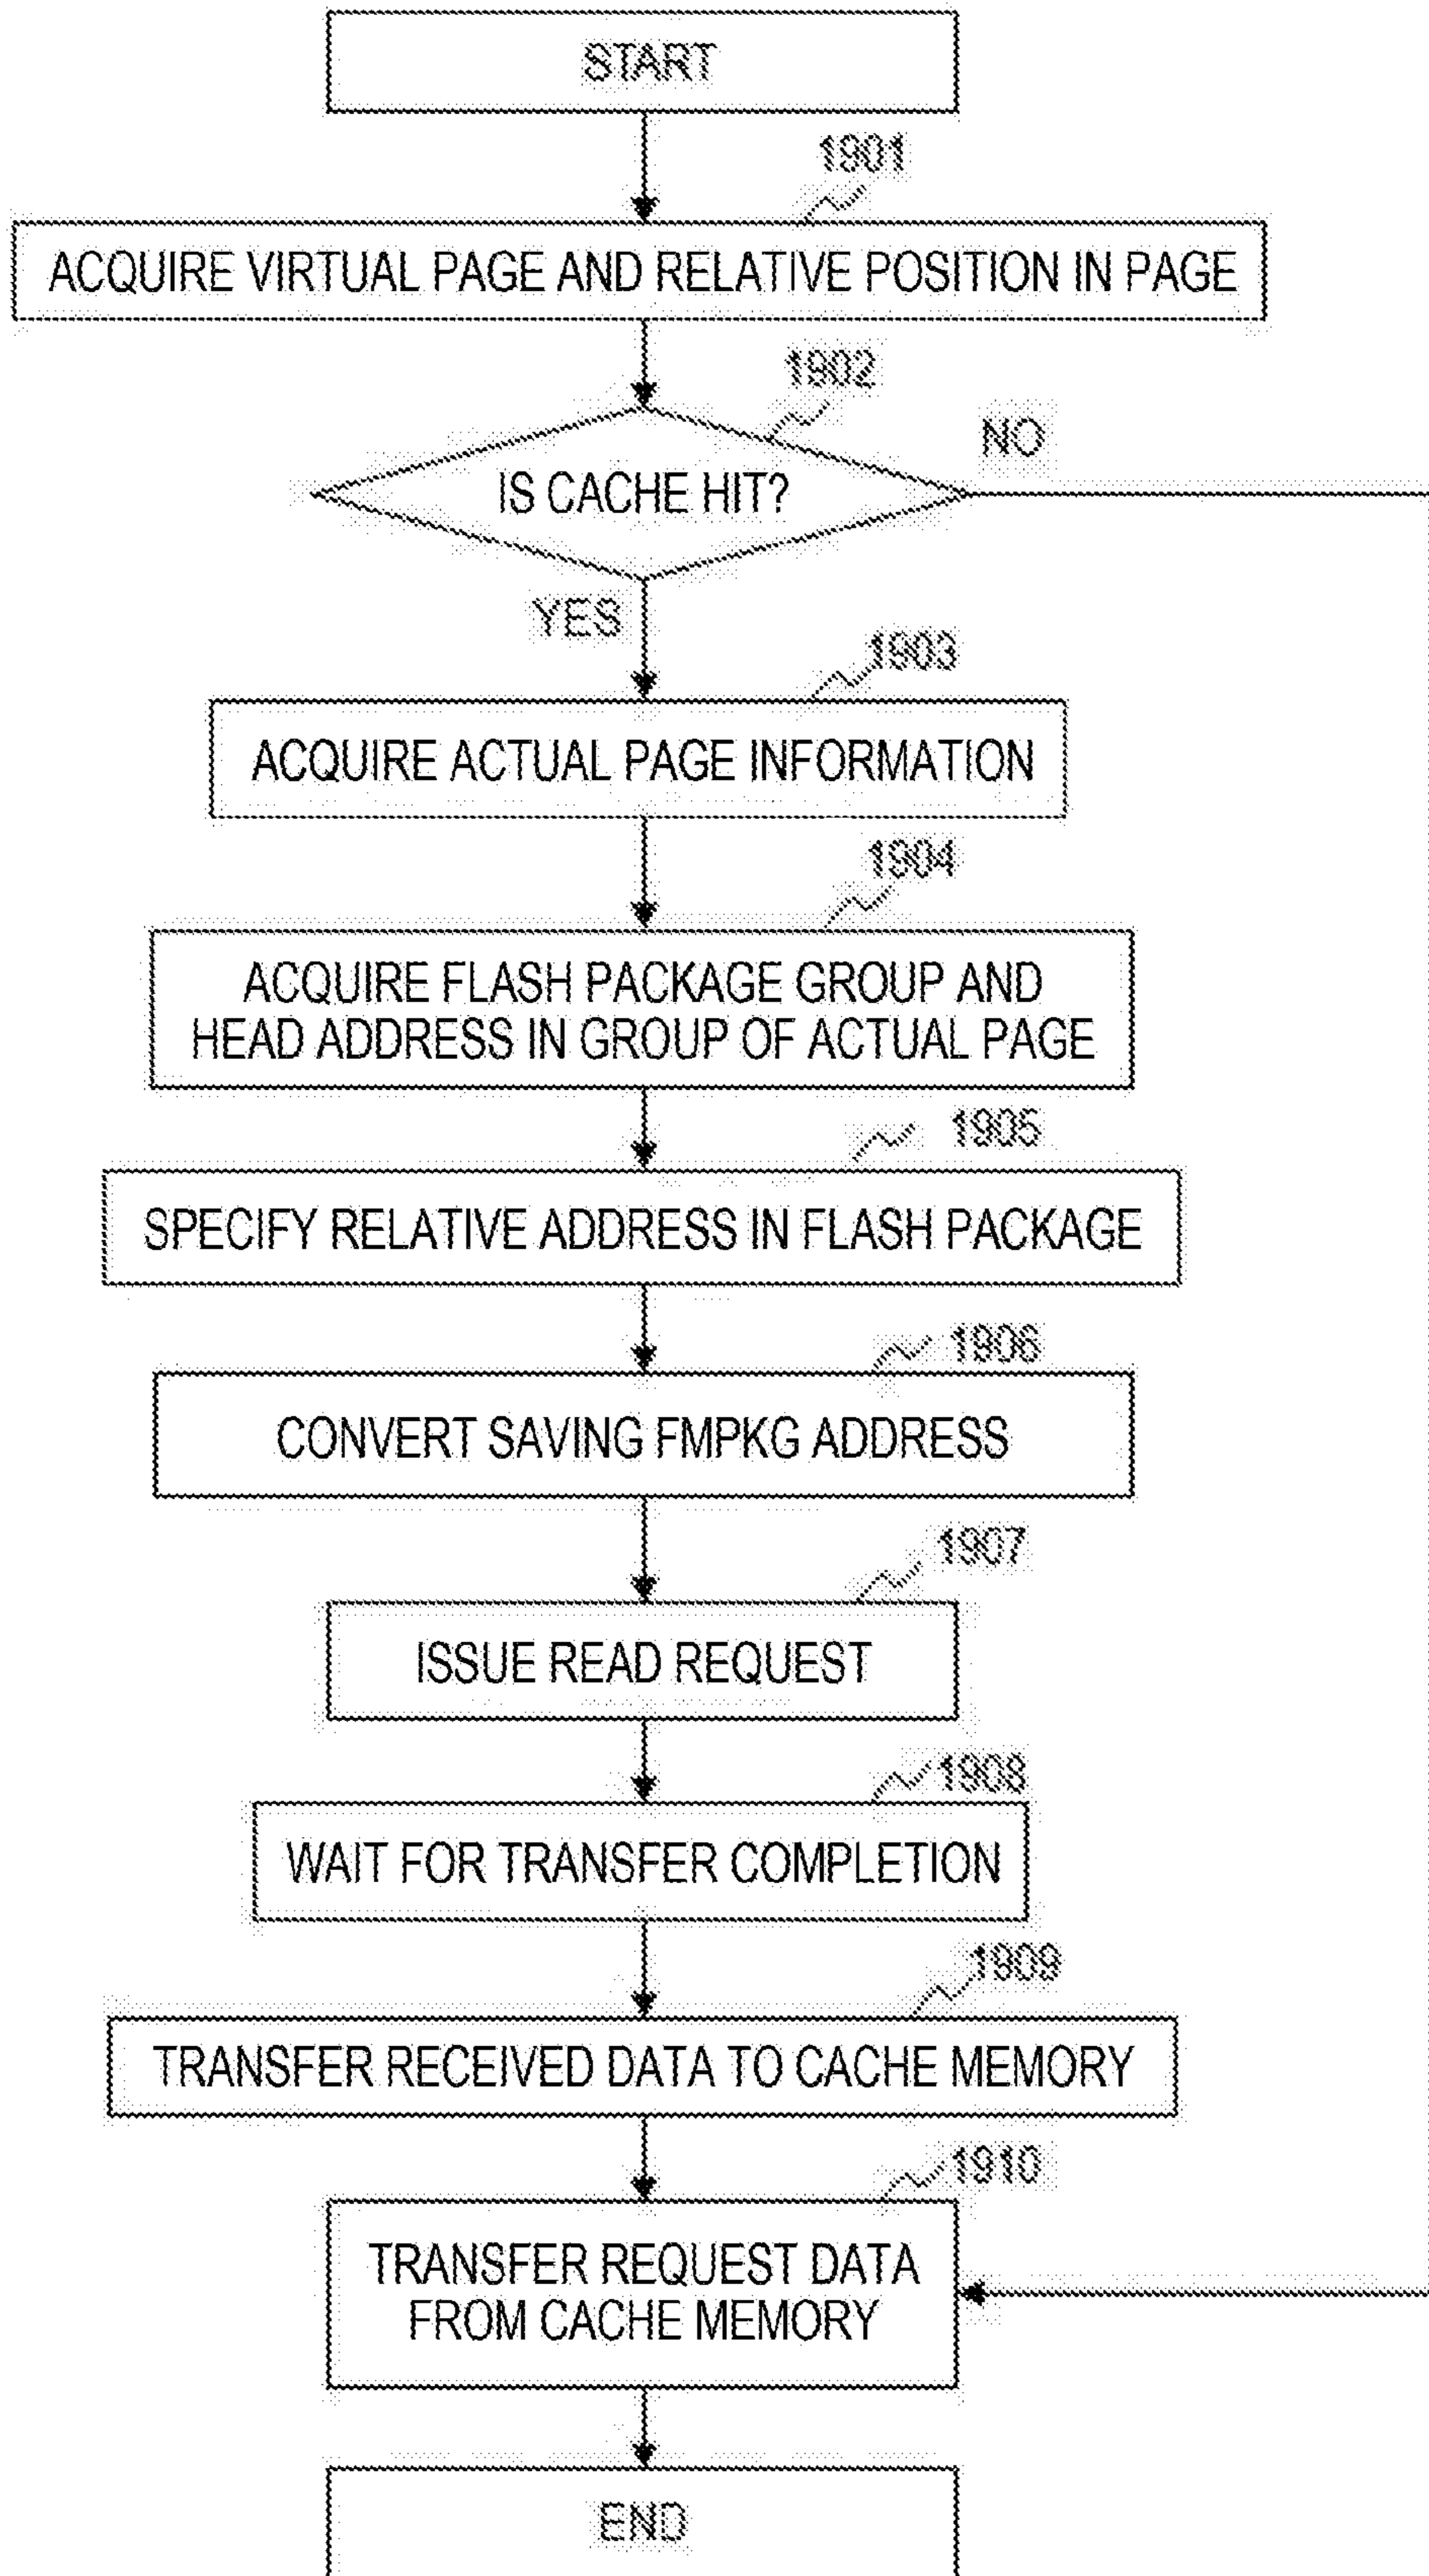 START
1901
ACQUIRE VIRTUAL PAGE AND RELATIVE POSITION IN PAGE
1902
NO
IS CACHE HIT?
YES
1903
ACQUIRE ACTUAL PAGE INFORMATION
1904
ACQUIRE FLASH PACKAGE GROUP AND
HEAD ADDRESS IN GROUP OF ACTUAL PAGE
1905
SPECIFY RELATIVE ADDRESS IN FLASH PACKAGE
1906
CONVERT SAVING FMPKG ADDRESS
1907
ISSUE READ REQUEST
1908
WAIT FOR TRANSFER COMPLETION
1909
TRANSFER RECEIVED DATA TO CACHE MEMORY
1910
TRANSFER REQUEST DATA
FROM CACHE MEMORY
END